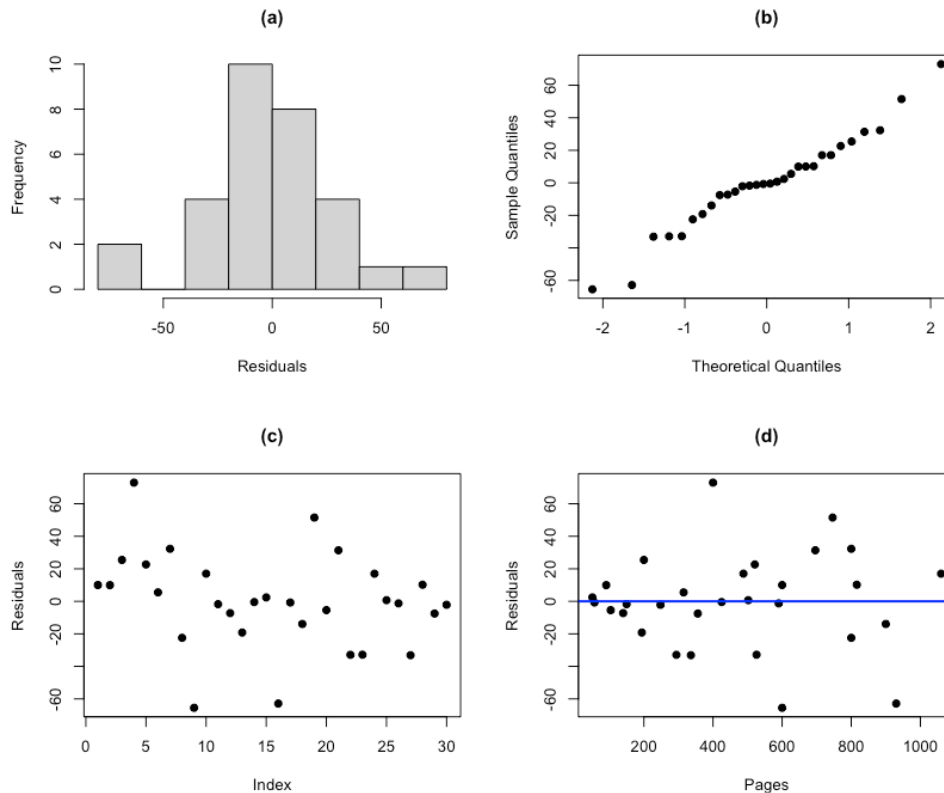 (a)
Frequency
0 2 4 6 8 10
-50 0 50
Residuals
(b)
Sample Quantiles
-60 -20 0 20 40 60
-2 -1 0 1 2
Theoretical Quantiles
(c)
Residuals
-60 -20 0 20 40 60
0 5 10 15 20 25 30
Index
(d)
Residuals
-60 -20 0 20 40 60
200 400 600 800 1000
Pages